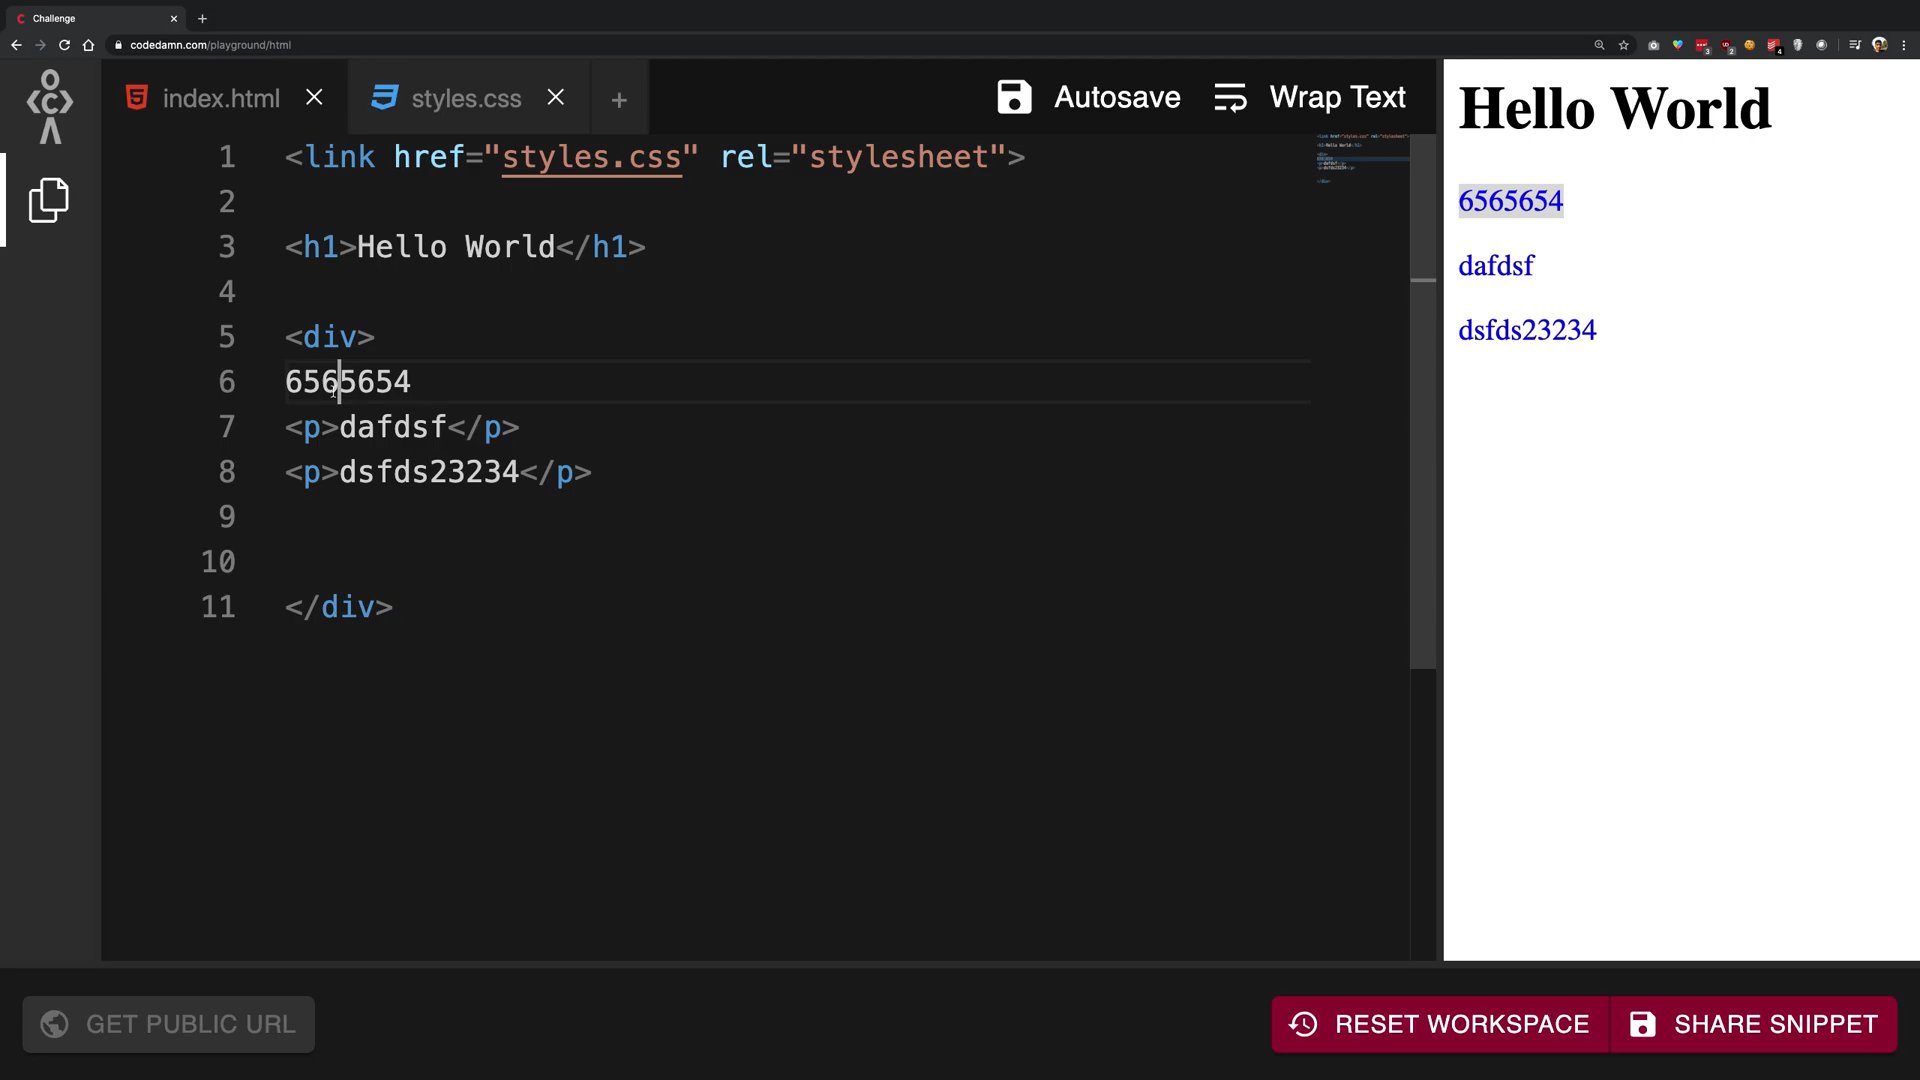 Challenge
codedamn.com/playground/html
index.html
styles.css
Autosave
Wrap Text
1 <link href="styles.css" rel="stylesheet">
2
3 <h1>Hello World</h1>
4
5 <div>
6 6565654
7 <p>dafdsf</p>
8 <p>dsfds23234</p>
9
10
11 </div>
Hello World
6565654
dafdsf
dsfds23234
GET PUBLIC URL
RESET WORKSPACE
SHARE SNIPPET